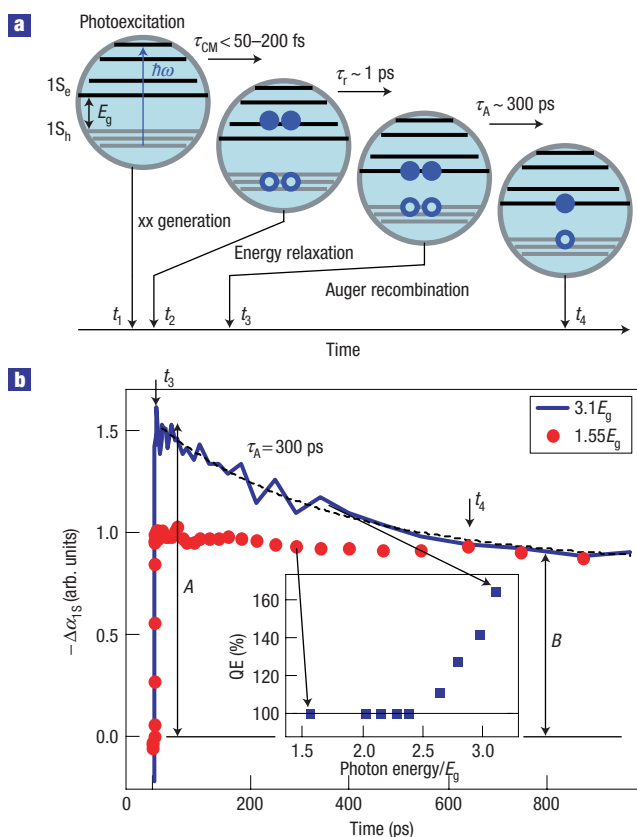 a
Photoexcitation
τCM < 50–200 fs
τr ~ 1 ps
τA ~ 300 ps
ħω
1Se
Eg
1Sh
xx generation
Energy relaxation
Auger recombination
t1
t2
t3
t4
Time
b
t3
3.1Eg
1.55Eg
τA = 300 ps
t4
A
B
−Δα1S (arb. units)
1.5
1.0
0.5
0.0
QE (%)
160
140
120
100
1.5
2.0
2.5
3.0
Photon energy/Eg
0
200
400
600
800
Time (ps)